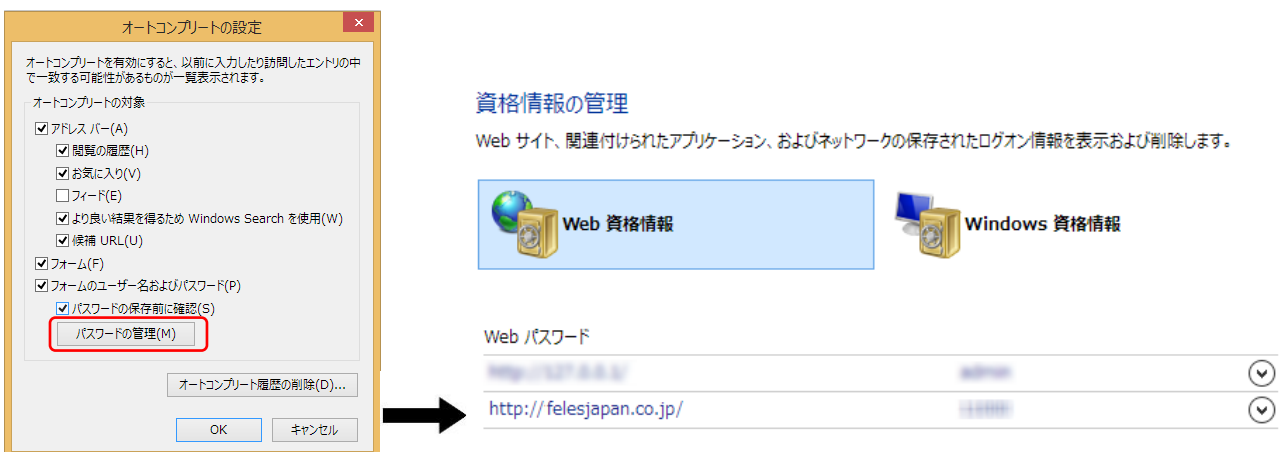 オートコンプリートの設定
オートコンプリートを有効にすると、以前に入力したり訪問したエントリの中
で一致する可能性があるものが一覧表示されます。
オートコンプリートの対象
アドレス バー(A)
閲覧の履歴(H)
お気に入り(V)
フィード(E)
より良い結果を得るため Windows Search を使用(W)
候補 URL(U)
フォーム(F)
フォームのユーザー名およびパスワード(P)
パスワードの保存前に確認(S)
パスワードの管理(M)
オートコンプリート履歴の削除(D)...
OK
キャンセル
資格情報の管理
Web サイト、関連付けられたアプリケーション、およびネットワークの保存されたログオン情報を表示および削除します。
Web 資格情報
Windows 資格情報
Web パスワード
http://felesjapan.co.jp/